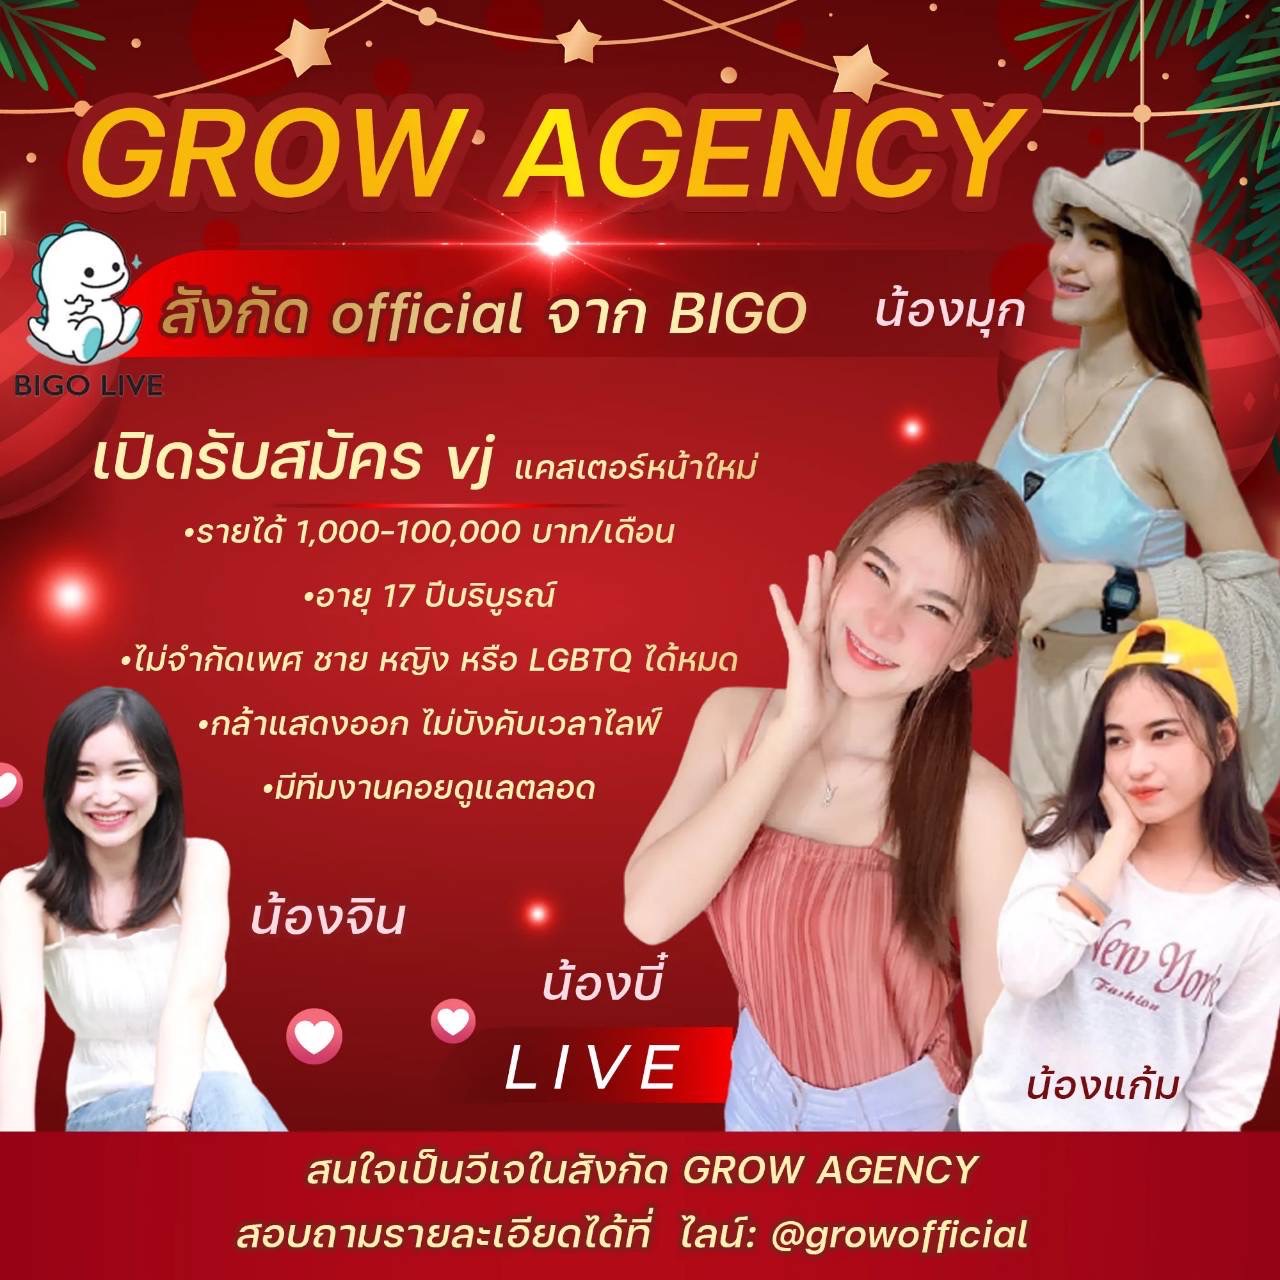 GROW AGENCY
สังกัด official จาก BIGO
น้องมุก
BIGO LIVE
เปิดรับสมัคร vj แคสเตอร์หน้าใหม่
•รายได้ 1,000-100,000 บาท/เดือน
•อายุ 17 ปีบริบูรณ์
•ไม่จำกัดเพศ ชาย หญิง หรือ LGBTQ ได้หมด
•กล้าแสดงออก ไม่บังคับเวลาไลฟ์
•มีทีมงานคอยดูแลตลอด
น้องจิน
น้องบี๋
New York
Fashion
LIVE
น้องแก้ม
สนใจเป็นวีเจในสังกัด GROW AGENCY
สอบถามรายละเอียดได้ที่ ไลน์: @growofficial